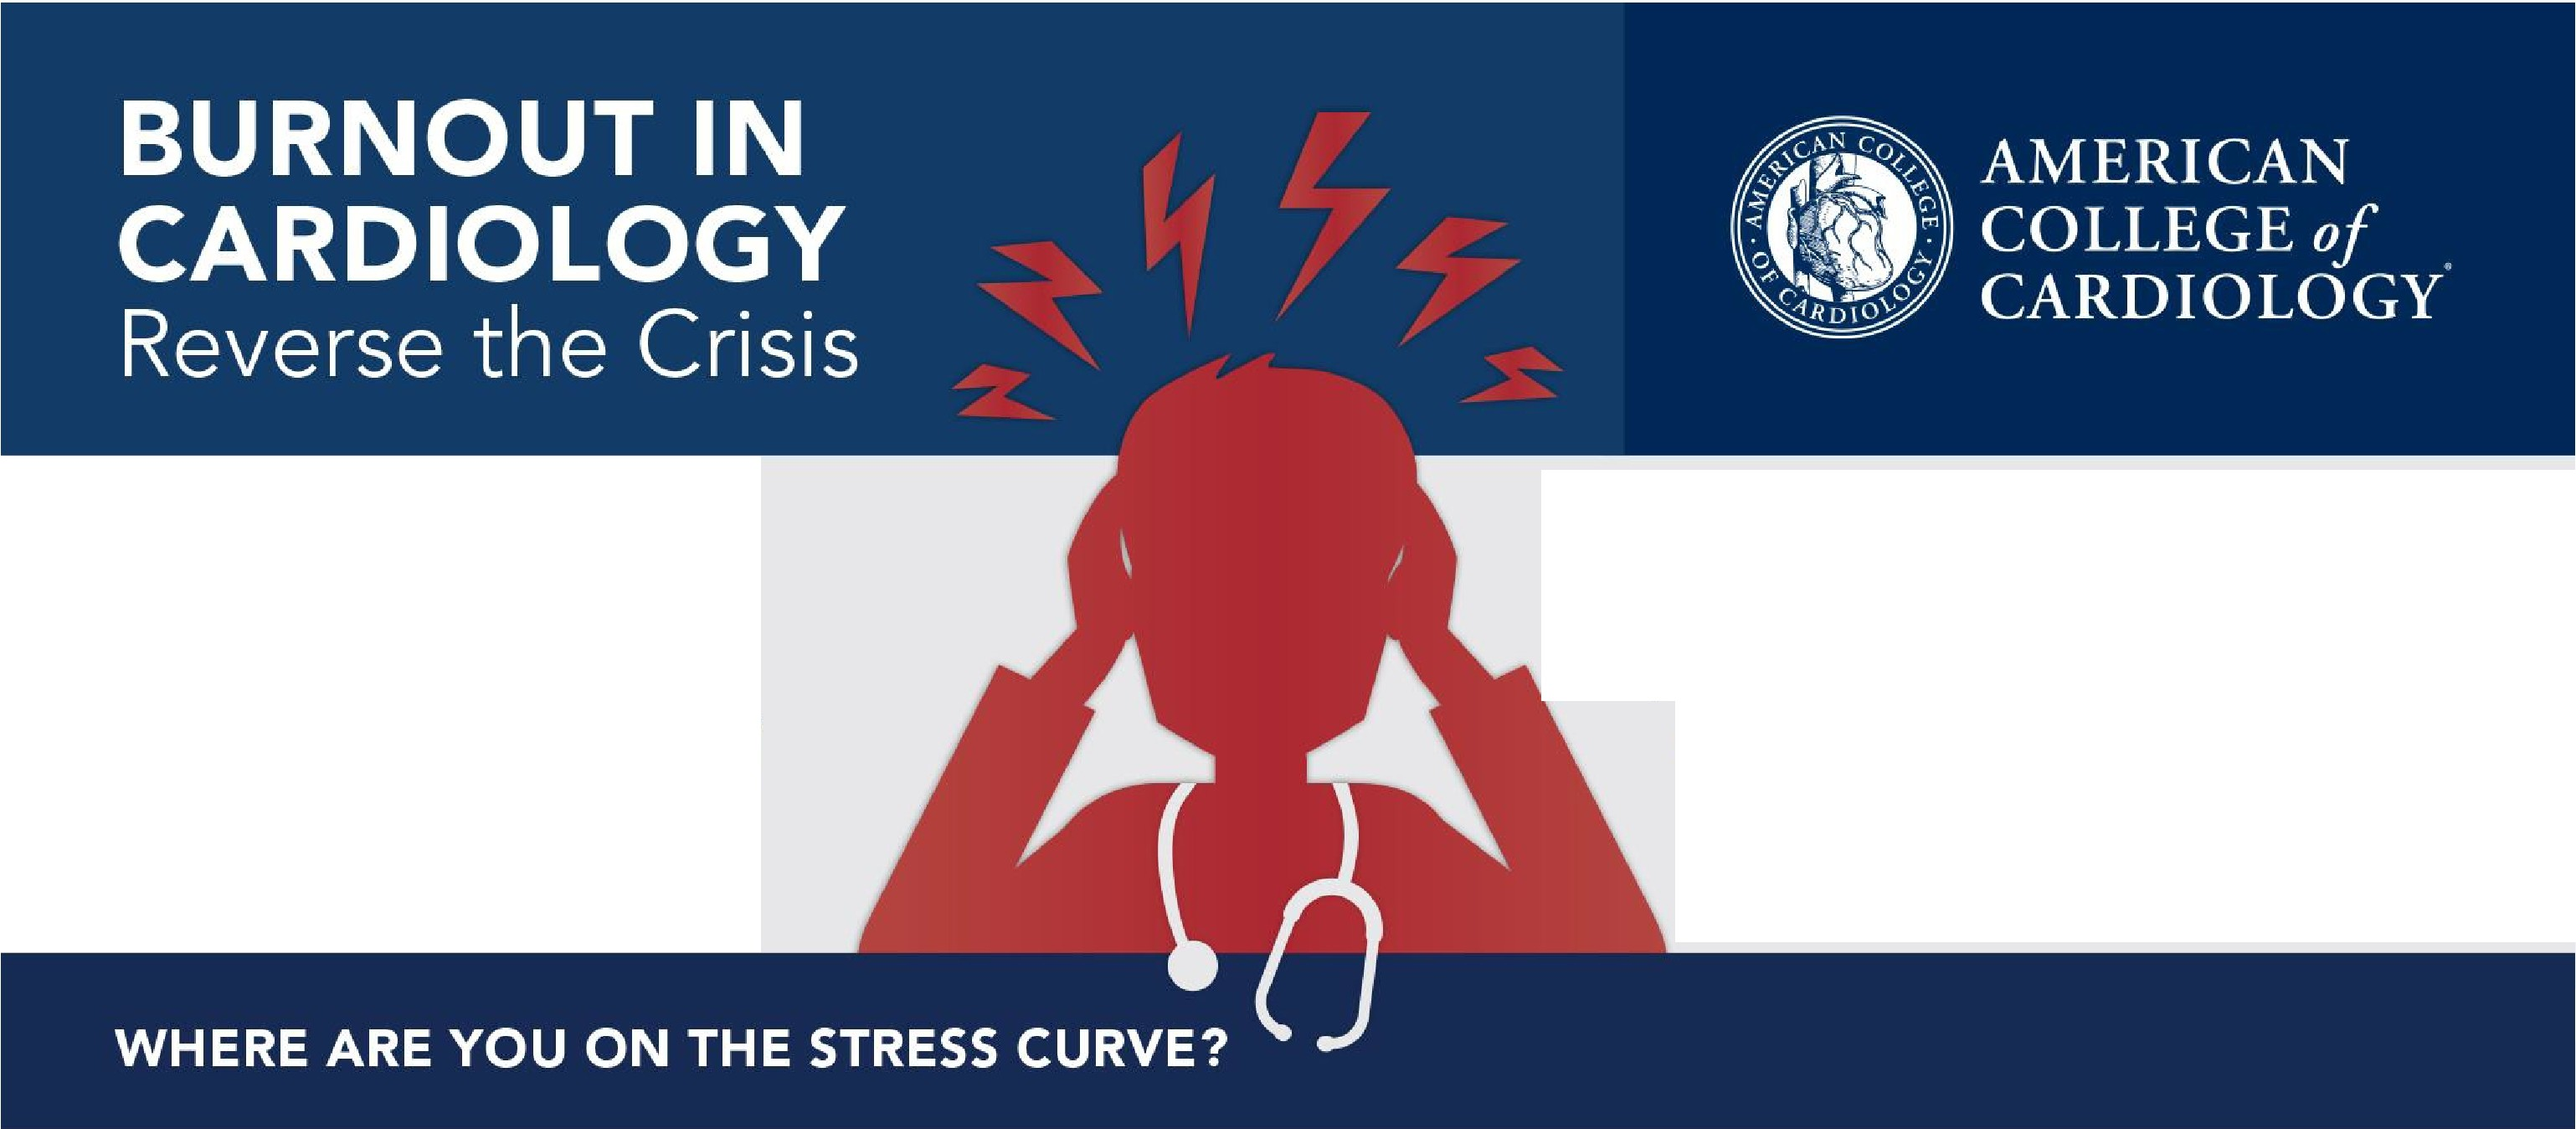 BURNOUT IN
CARDIOLOGY
Reverse the Crisis
AMERICAN COLLEGE
· OF CARDIOLOGY ·
AMERICAN
COLLEGE of
CARDIOLOGY®
WHERE ARE YOU ON THE STRESS CURVE?